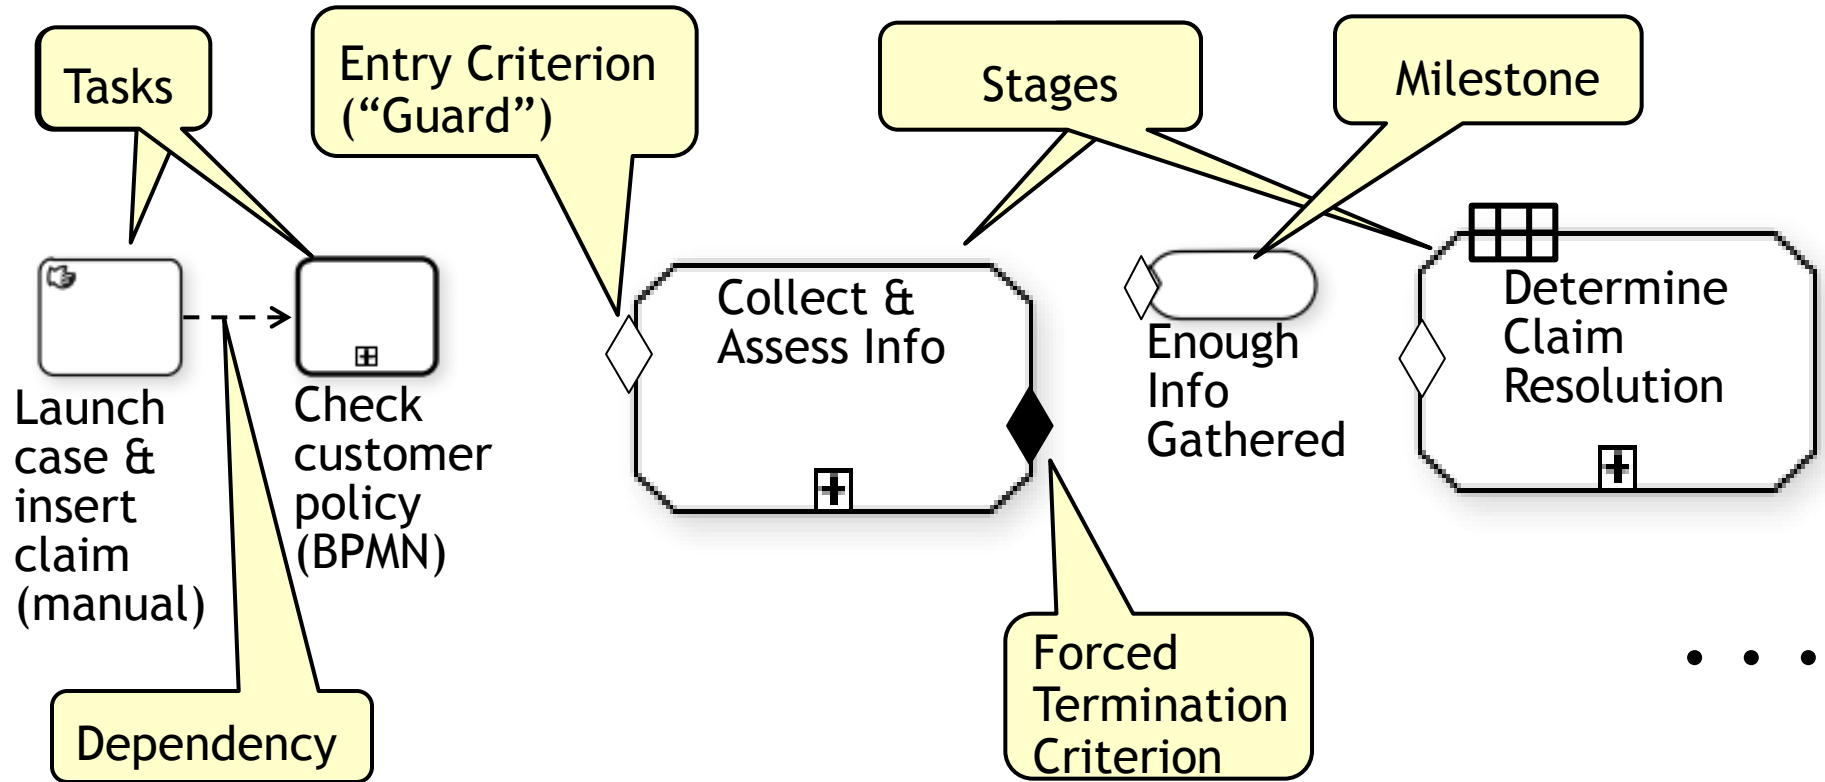 Tasks
Entry Criterion
(“Guard”)
Stages
Milestone
Collect &
Assess Info
Enough
Info
Gathered
Determine
Claim
Resolution
Launch
case &
insert
claim
(manual)
Check
customer
policy
(BPMN)
Dependency
Forced
Termination
Criterion
. . .